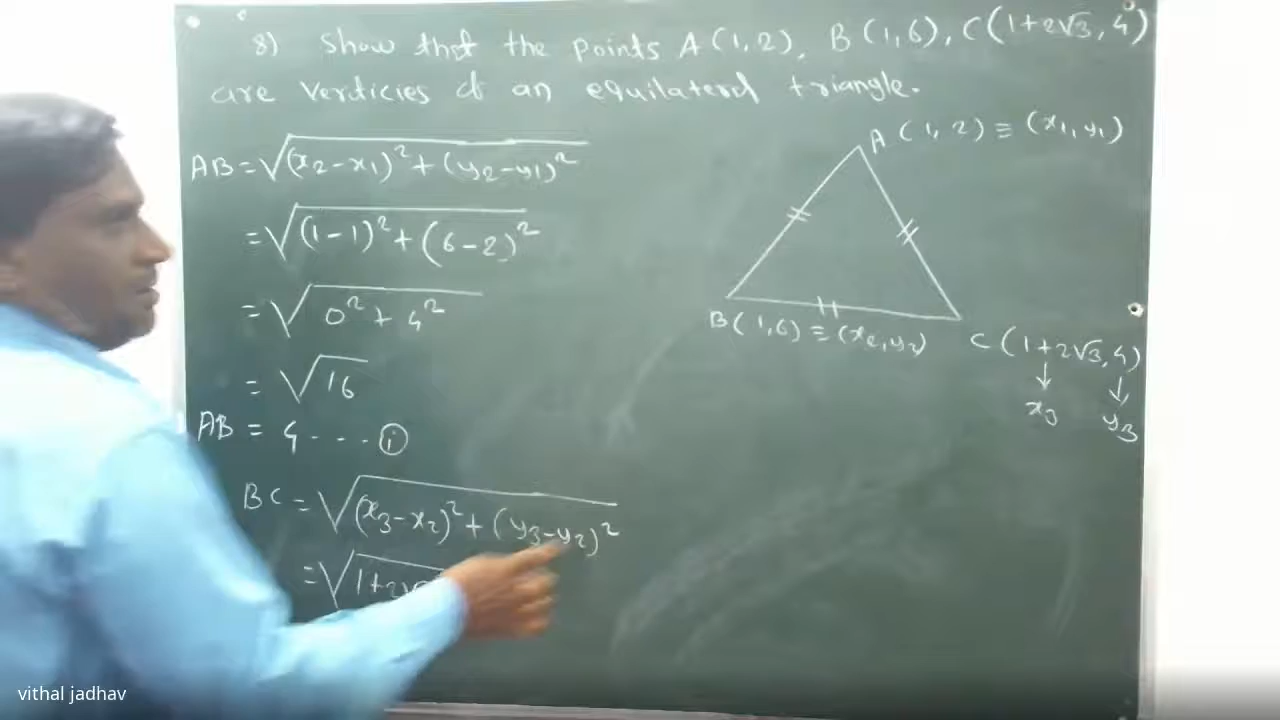 8) Show that the points A(1,2), B(1,6), C(1+2√3,4)
are verticies of an equilateral triangle.
AB=√(x₂-x₁)²+(y₂-y₁)²
=√(1-1)²+(6-2)²
=√0²+4²
=√16
AB = 4 ---- ①
BC=√(x₃-x₂)²+(y₃-y₂)²
=√1+2√
A(1,2)≡(x₁,y₁)
B(1,6)≡(x₂,y₂)
C(1+2√3,4)
↓ ↓
x₃ y₃
vithal jadhav